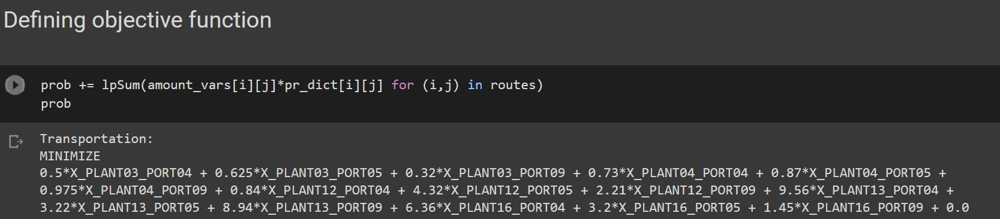 Defining objective function
prob += lpSum(amount_vars[i][j]*pr_dict[i][j] for (i,j) in routes)
prob
Transportation:
MINIMIZE
0.5*X_PLANT03_PORT04 + 0.625*X_PLANT03_PORT05 + 0.32*X_PLANT03_PORT09 + 0.73*X_PLANT04_PORT04 + 0.87*X_PLANT04_PORT05 +
0.975*X_PLANT04_PORT09 + 0.84*X_PLANT12_PORT04 + 4.32*X_PLANT12_PORT05 + 2.21*X_PLANT12_PORT09 + 9.56*X_PLANT13_PORT04 +
3.22*X_PLANT13_PORT05 + 8.94*X_PLANT13_PORT09 + 6.36*X_PLANT16_PORT04 + 3.2*X_PLANT16_PORT05 + 1.45*X_PLANT16_PORT09 + 0.0